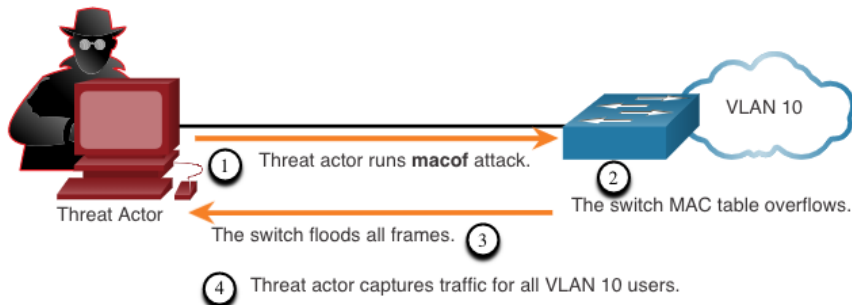 VLAN 10
1 Threat actor runs macof attack.
2
The switch MAC table overflows.
Threat Actor
The switch floods all frames. 3
4 Threat actor captures traffic for all VLAN 10 users.